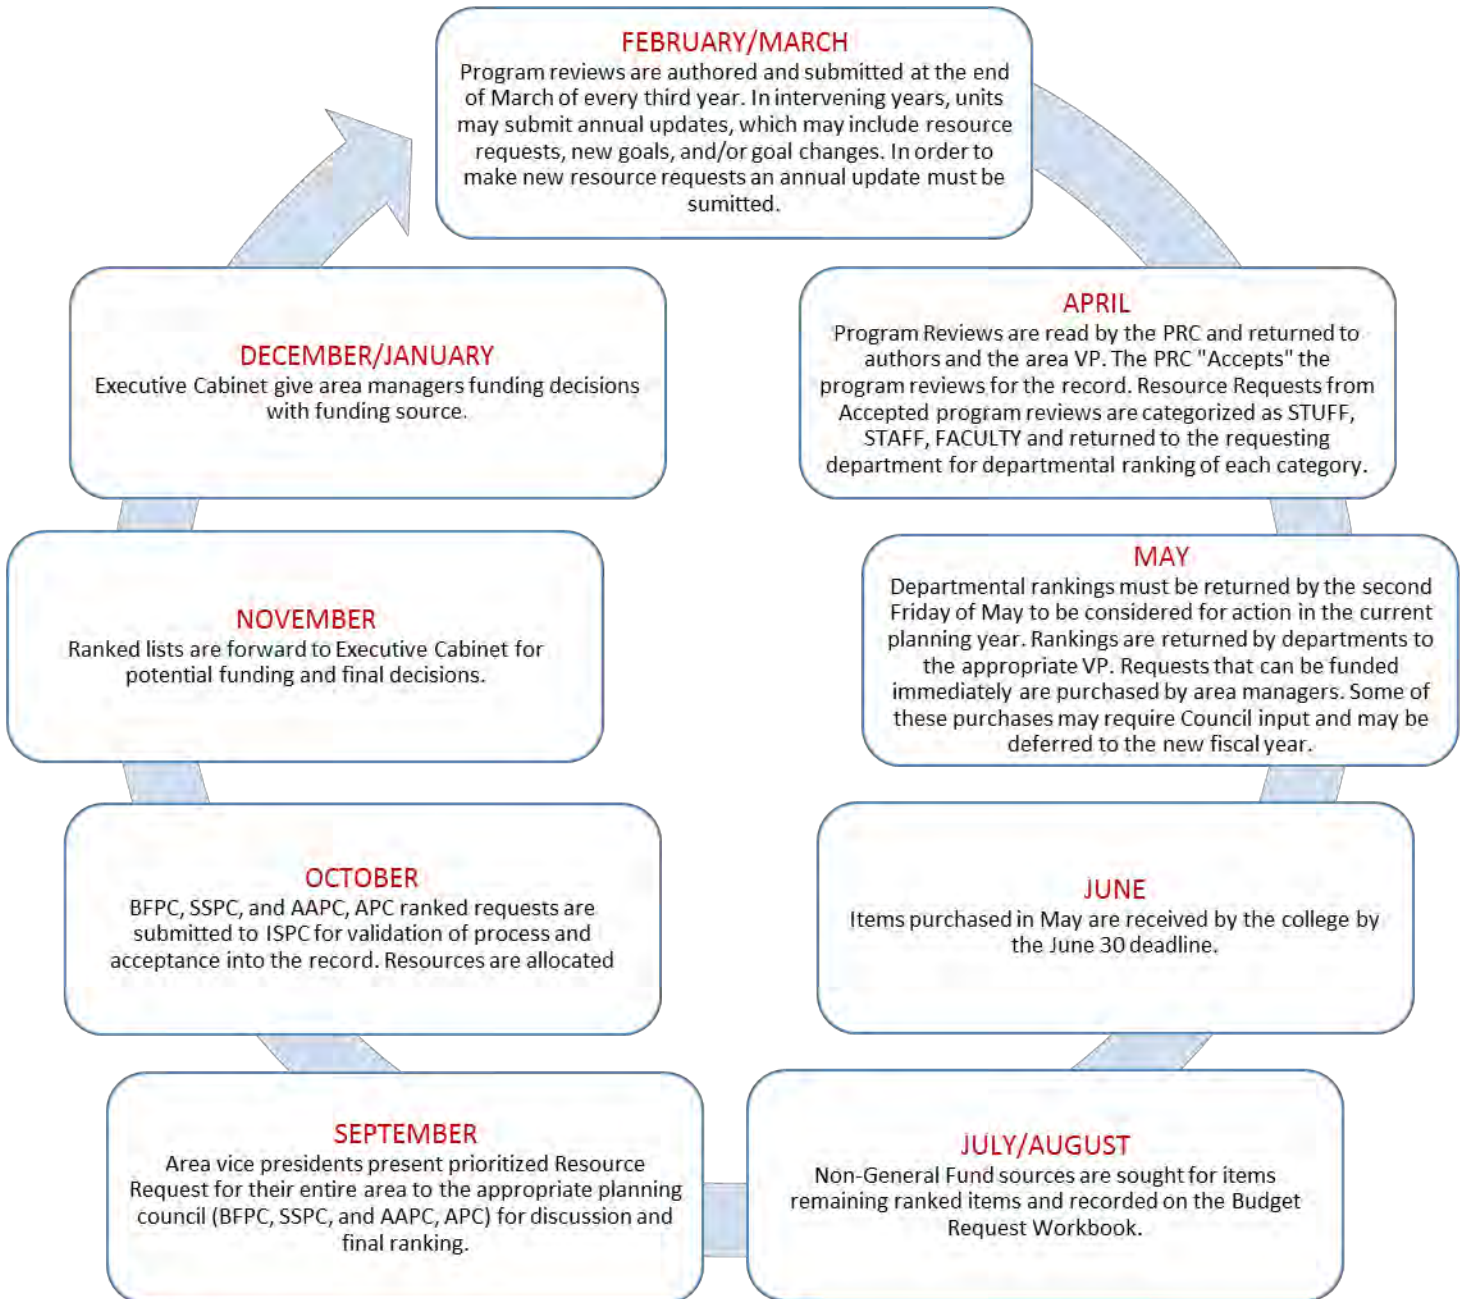 FEBRUARY/MARCH
Program reviews are authored and submitted at the end
of March of every third year. In intervening years, units
may submit annual updates, which may include resource
requests, new goals, and/or goal changes. In order to
make new resource requests an annual update must be
sumitted.
APRIL
Program Reviews are read by the PRC and returned to
authors and the area VP. The PRC "Accepts" the
program reviews for the record. Resource Requests from
Accepted program reviews are categorized as STUFF,
STAFF, FACULTY and returned to the requesting
department for departmental ranking of each category.
MAY
Departmental rankings must be returned by the second
Friday of May to be considered for action in the current
planning year. Rankings are returned by departments to
the appropriate VP. Requests that can be funded
immediately are purchased by area managers. Some of
these purchases may require Council input and may be
deferred to the new fiscal year.
JUNE
Items purchased in May are received by the college by
the June 30 deadline.
JULY/AUGUST
Non-General Fund sources are sought for items
remaining ranked items and recorded on the Budget
Request Workbook.
SEPTEMBER
Area vice presidents present prioritized Resource
Request for their entire area to the appropriate planning
council (BFPC, SSPC, and AAPC, APC) for discussion and
final ranking.
OCTOBER
BFPC, SSPC, and AAPC, APC ranked requests are
submitted to ISPC for validation of process and
acceptance into the record. Resources are allocated
NOVEMBER
Ranked lists are forward to Executive Cabinet for
potential funding and final decisions.
DECEMBER/JANUARY
Executive Cabinet give area managers funding decisions
with funding source.